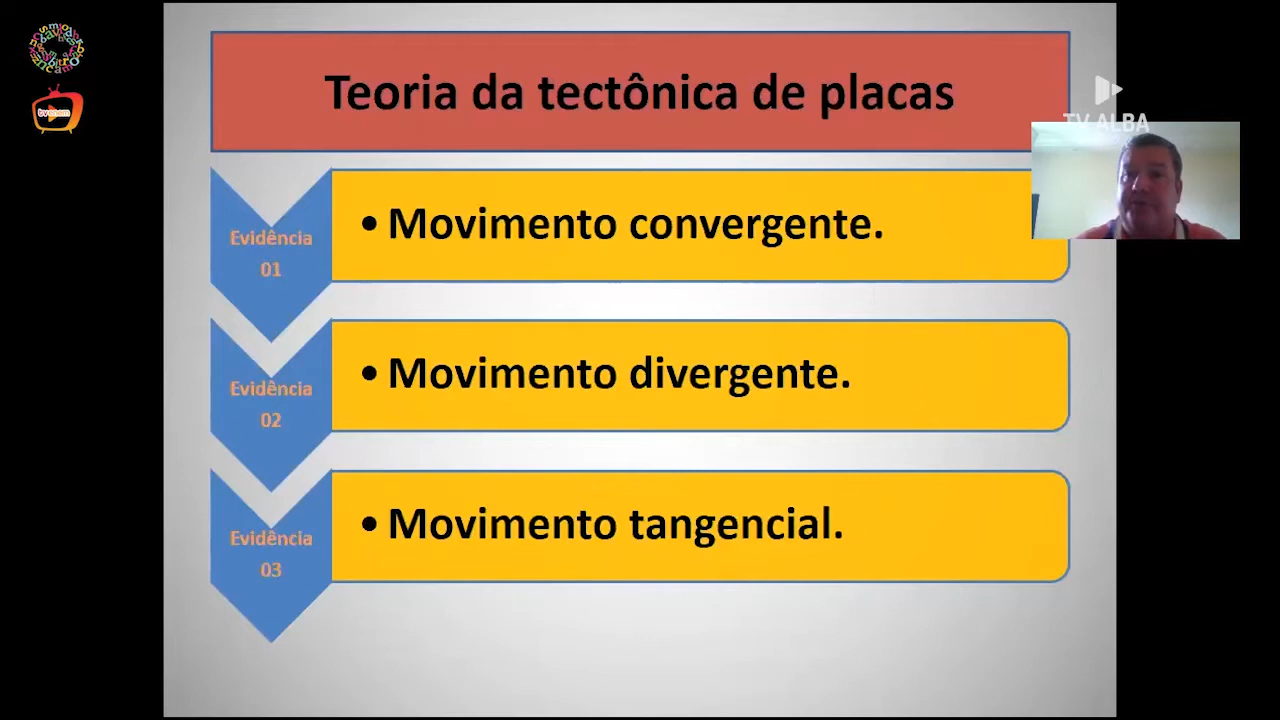 Teoria da tectônica de placas
TV ALBA
Evidência
01
• Movimento convergente.
Evidência
02
• Movimento divergente.
Evidência
03
• Movimento tangencial.